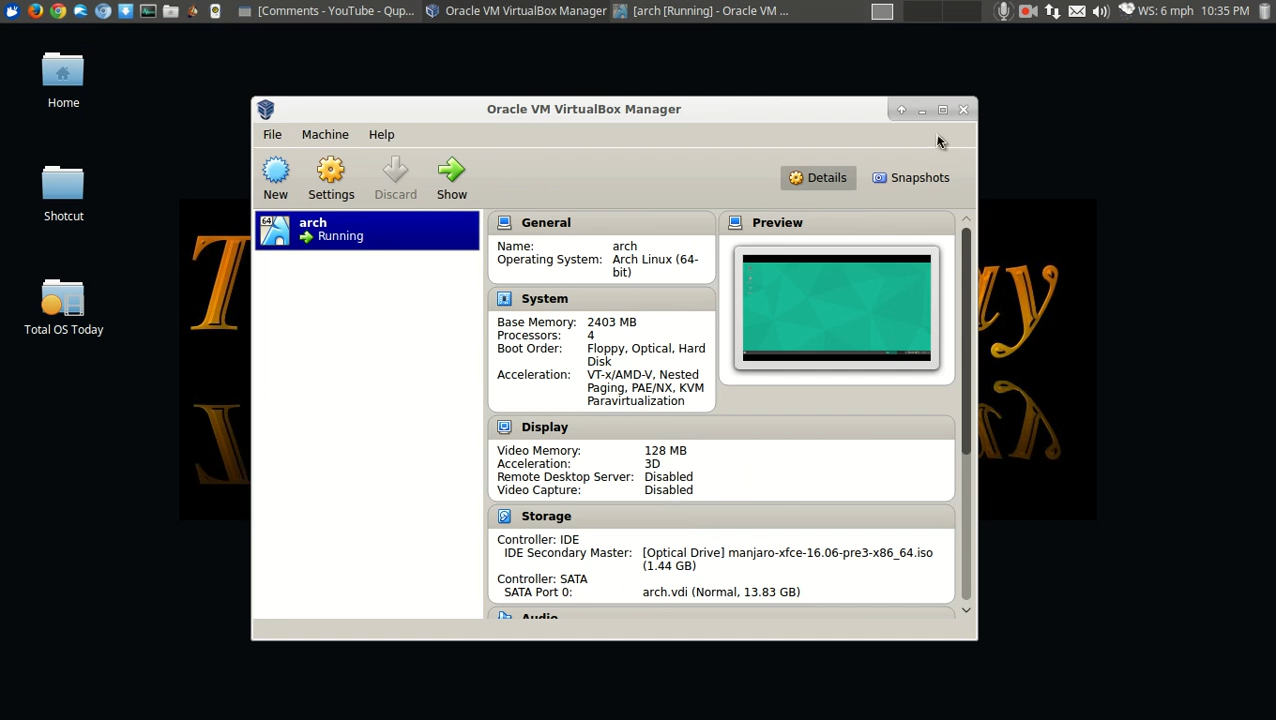 [Comments - YouTube - Qup...
Oracle VM VirtualBox Manager
[arch [Running] - Oracle VM ...
WS: 6 mph
10:35 PM
Home
Shotcut
Total OS Today
Oracle VM VirtualBox Manager
File Machine Help
New Settings Discard Show
Details Snapshots
64
arch
Running
General
Name: arch
Operating System: Arch Linux (64-
bit)
System
Base Memory: 2403 MB
Processors: 4
Boot Order: Floppy, Optical, Hard
Disk
Acceleration: VT-x/AMD-V, Nested
Paging, PAE/NX, KVM
Paravirtualization
Preview
Display
Video Memory: 128 MB
Acceleration: 3D
Remote Desktop Server: Disabled
Video Capture: Disabled
Storage
Controller: IDE
IDE Secondary Master: [Optical Drive] manjaro-xfce-16.06-pre3-x86_64.iso
(1.44 GB)
Controller: SATA
SATA Port 0: arch.vdi (Normal, 13.83 GB)
Audio
T
ay